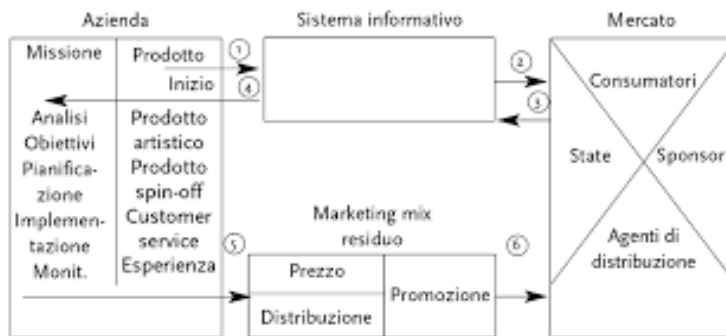 Azienda
Sistema informativo
Mercato
Missione
Prodotto
Inizio
1
4
2
3
Consumatori
State
Sponsor
Agenti di
distribuzione
Analisi
Obiettivi
Pianifica-
zione
Implemen-
tazione
Monit.
Prodotto
artistico
Prodotto
spin-off
Customer
service
Esperienza
5
Marketing mix
residuo
Prezzo
Distribuzione
Promozione
6